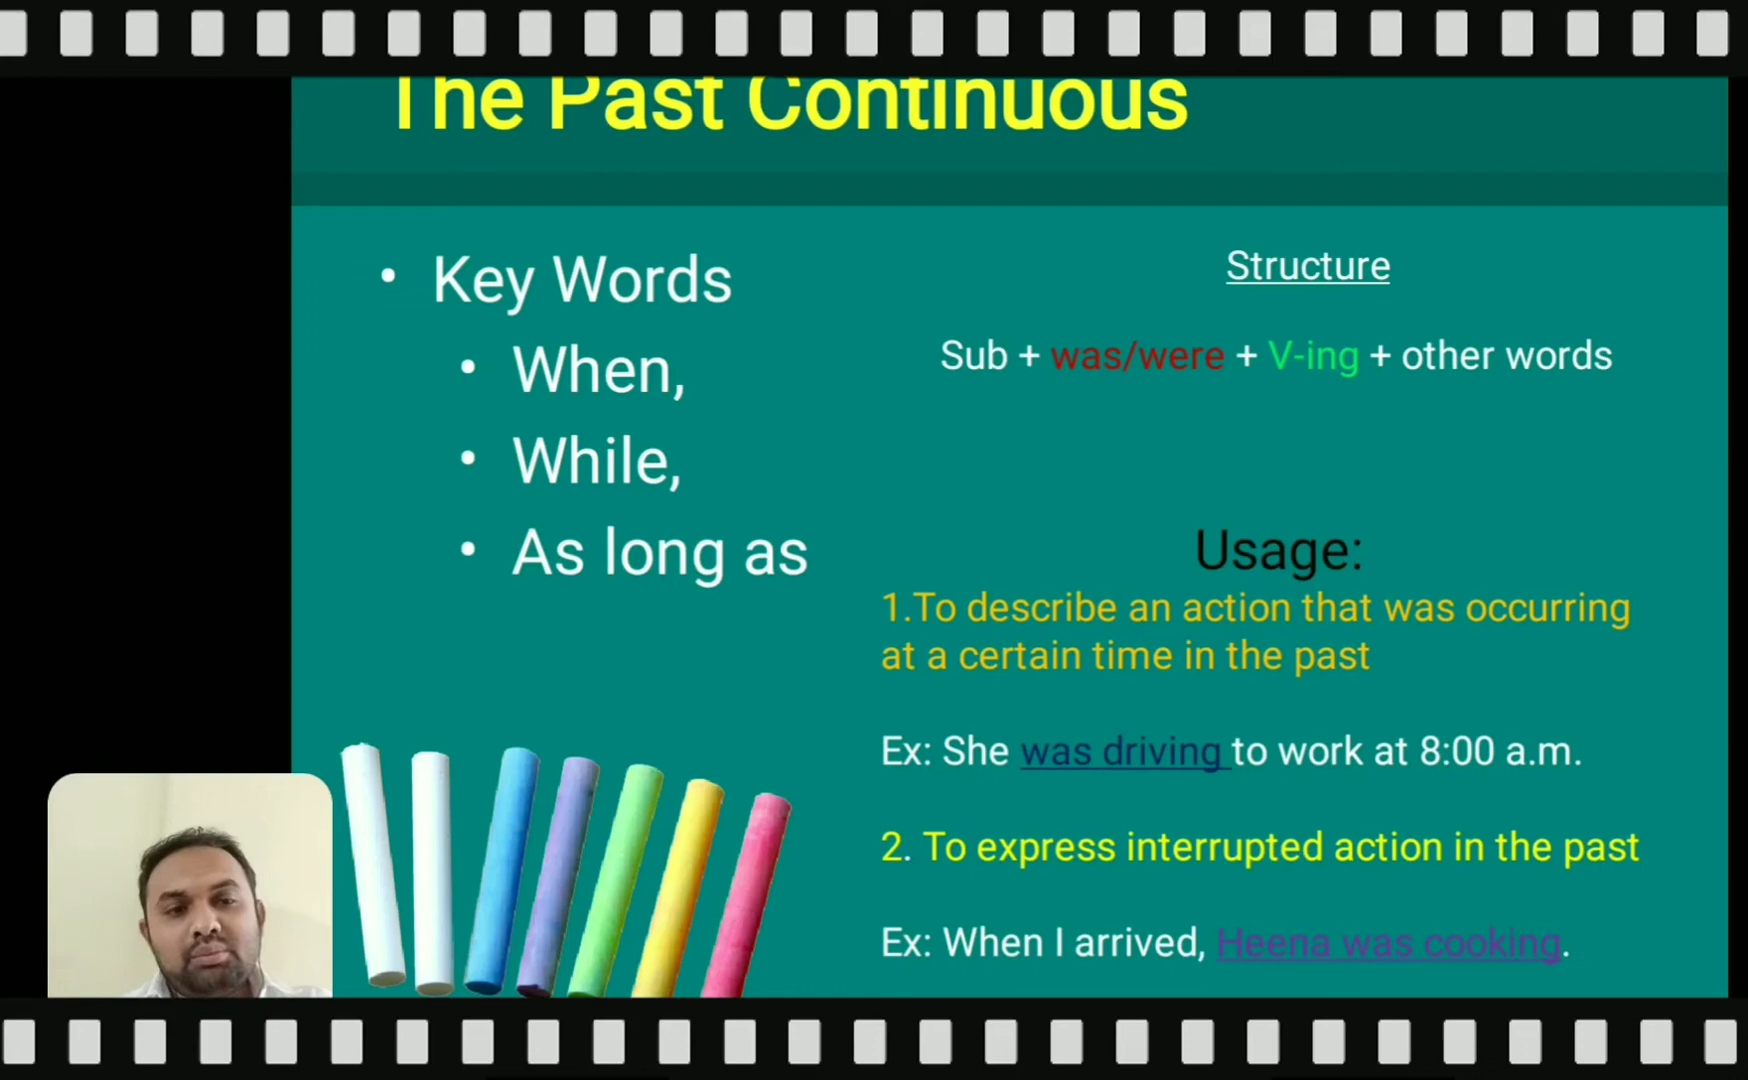 The Past Continuous
Key Words
When,
While,
As long as
Structure
Sub + was/were + V-ing + other words
Usage:
1.To describe an action that was occurring
at a certain time in the past
Ex: She was driving to work at 8:00 a.m.
2. To express interrupted action in the past
Ex: When I arrived, Heena was cooking.